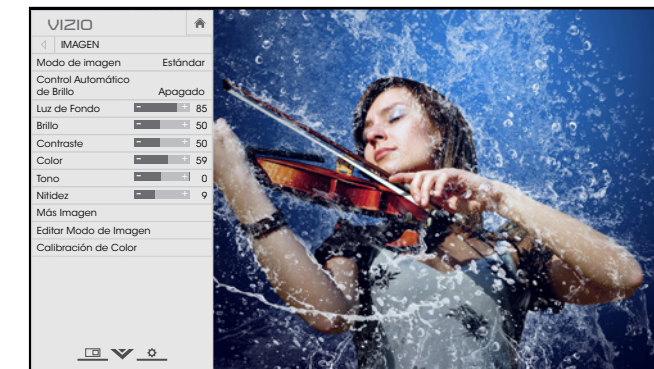 VIZIO
IMAGEN
Modo de imagen Estándar
Control Automático
de Brillo Apagado
Luz de Fondo - + 85
Brillo - + 50
Contraste - + 50
Color - + 59
Tono - + 0
Nitidez - + 9
Más Imagen
Editar Modo de Imagen
Calibración de Color